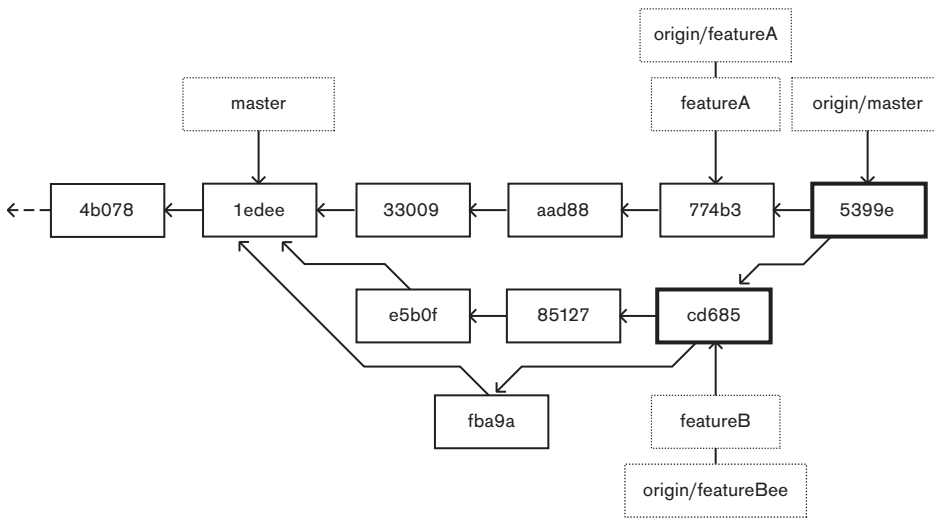 origin/featureA
master
featureA
origin/master
4b078
1edee
33009
aad88
774b3
5399e
e5b0f
85127
cd685
fba9a
featureB
origin/featureBee